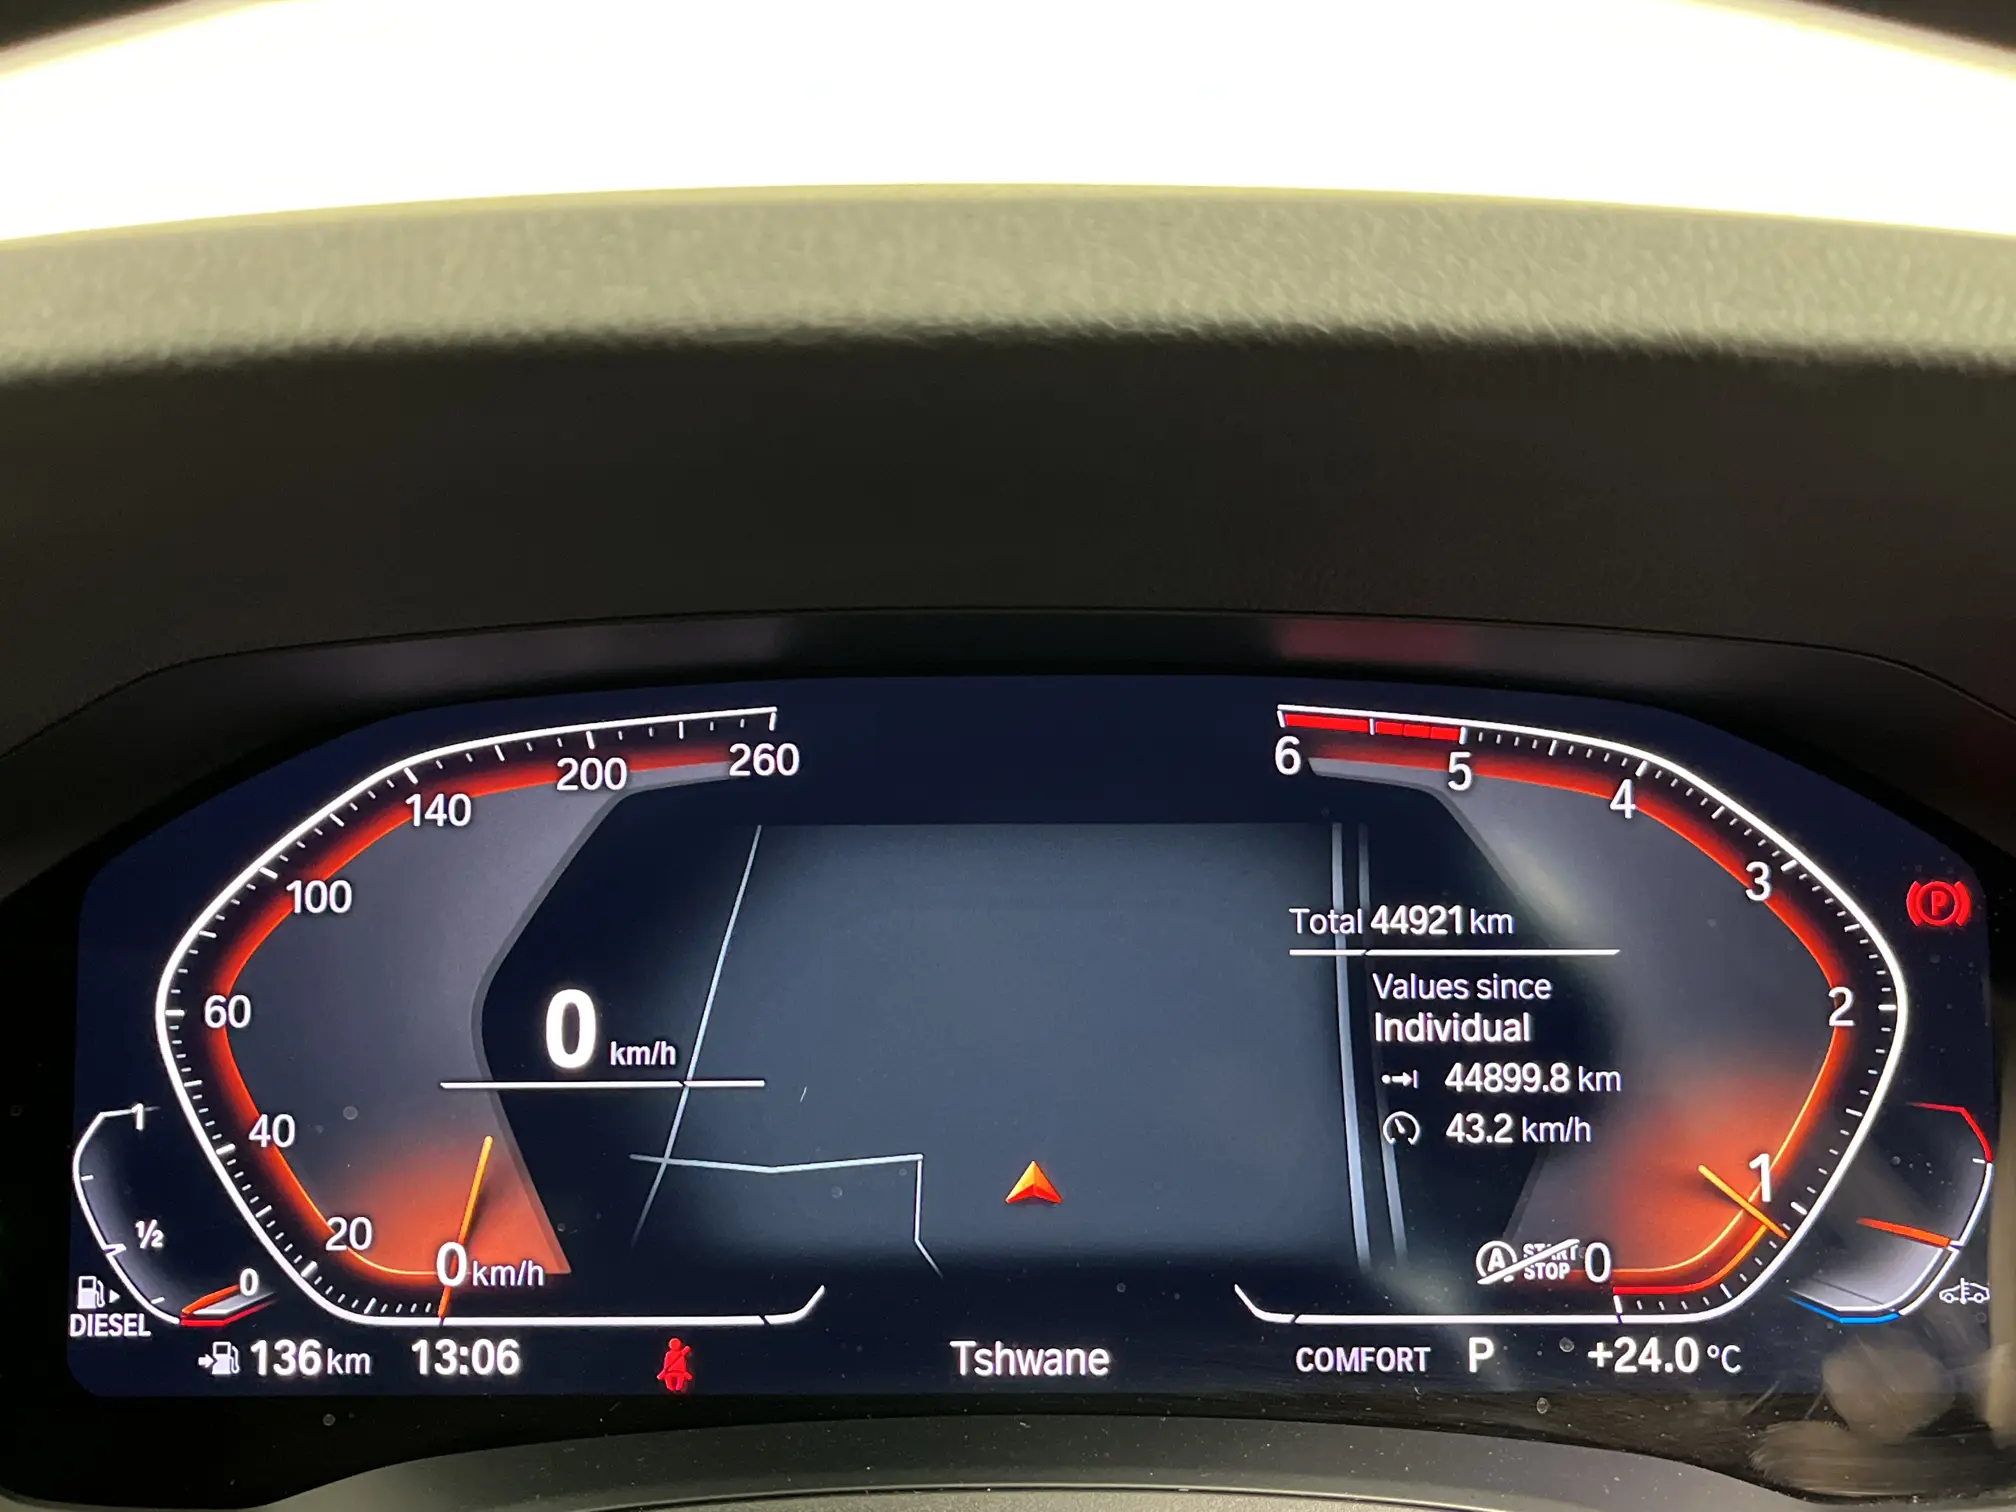 260
200
140
100
60
40
20
0 km/h
0 km/h
1
1/2
0
DIESEL
136 km
13:06
Tshwane
6
5
4
3
2
1
0
Total 44921 km
Values since
Individual
44899.8 km
43.2 km/h
A START
STOP
COMFORT P +24.0 °C
P